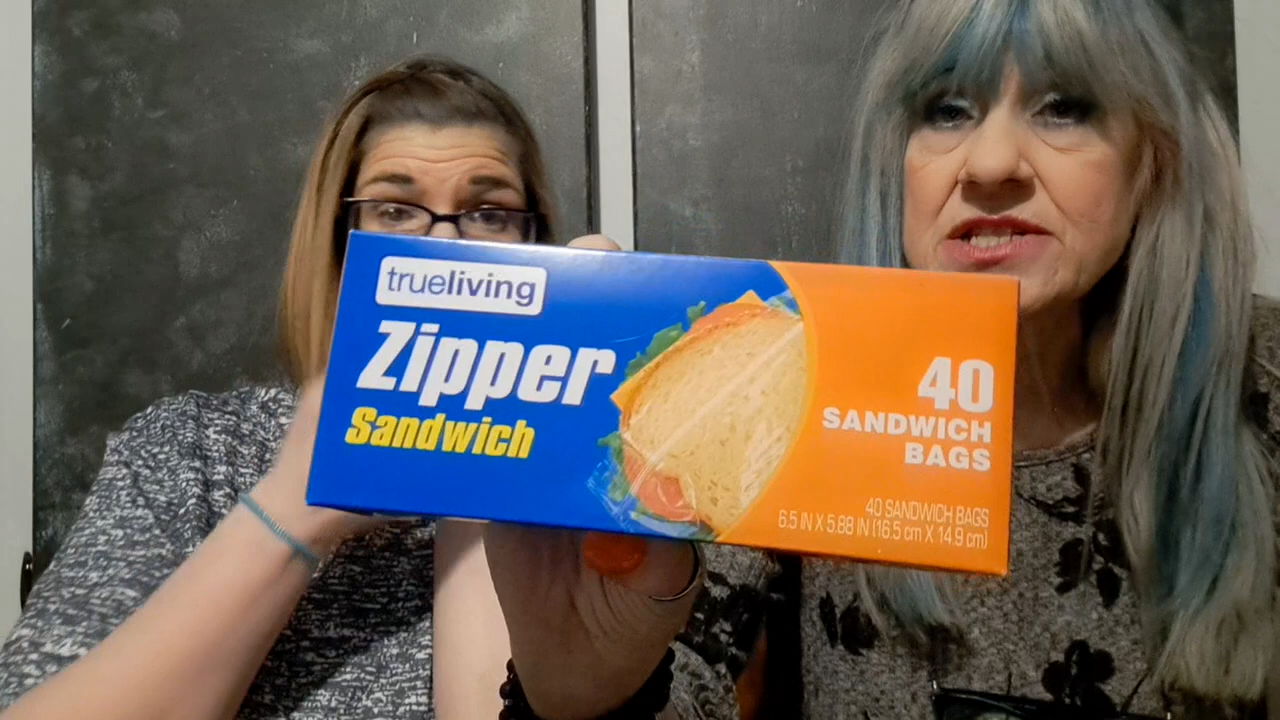 trueliving
Zipper
Sandwich
40
SANDWICH
BAGS
40 SANDWICH BAGS
6.5 IN X 5.88 IN (16.5 cm X 14.9 cm)